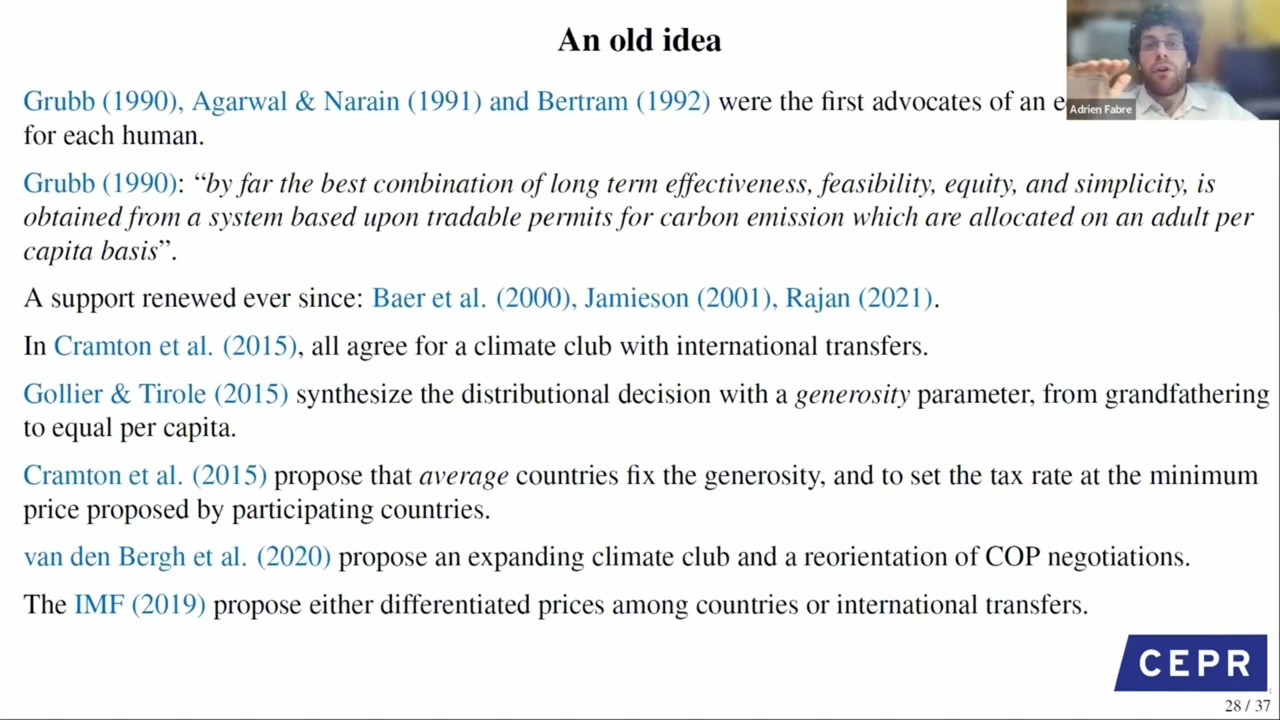 An old idea
Grubb (1990), Agarwal & Narain (1991) and Bertram (1992) were the first advocates of an e
for each human.
Grubb (1990): “by far the best combination of long term effectiveness, feasibility, equity, and simplicity, is
obtained from a system based upon tradable permits for carbon emission which are allocated on an adult per
capita basis”.
A support renewed ever since: Baer et al. (2000), Jamieson (2001), Rajan (2021).
In Cramton et al. (2015), all agree for a climate club with international transfers.
Gollier & Tirole (2015) synthesize the distributional decision with a generosity parameter, from grandfathering
to equal per capita.
Cramton et al. (2015) propose that average countries fix the generosity, and to set the tax rate at the minimum
price proposed by participating countries.
van den Bergh et al. (2020) propose an expanding climate club and a reorientation of COP negotiations.
The IMF (2019) propose either differentiated prices among countries or international transfers.
Adrien Fabre
CEPR
28 / 37